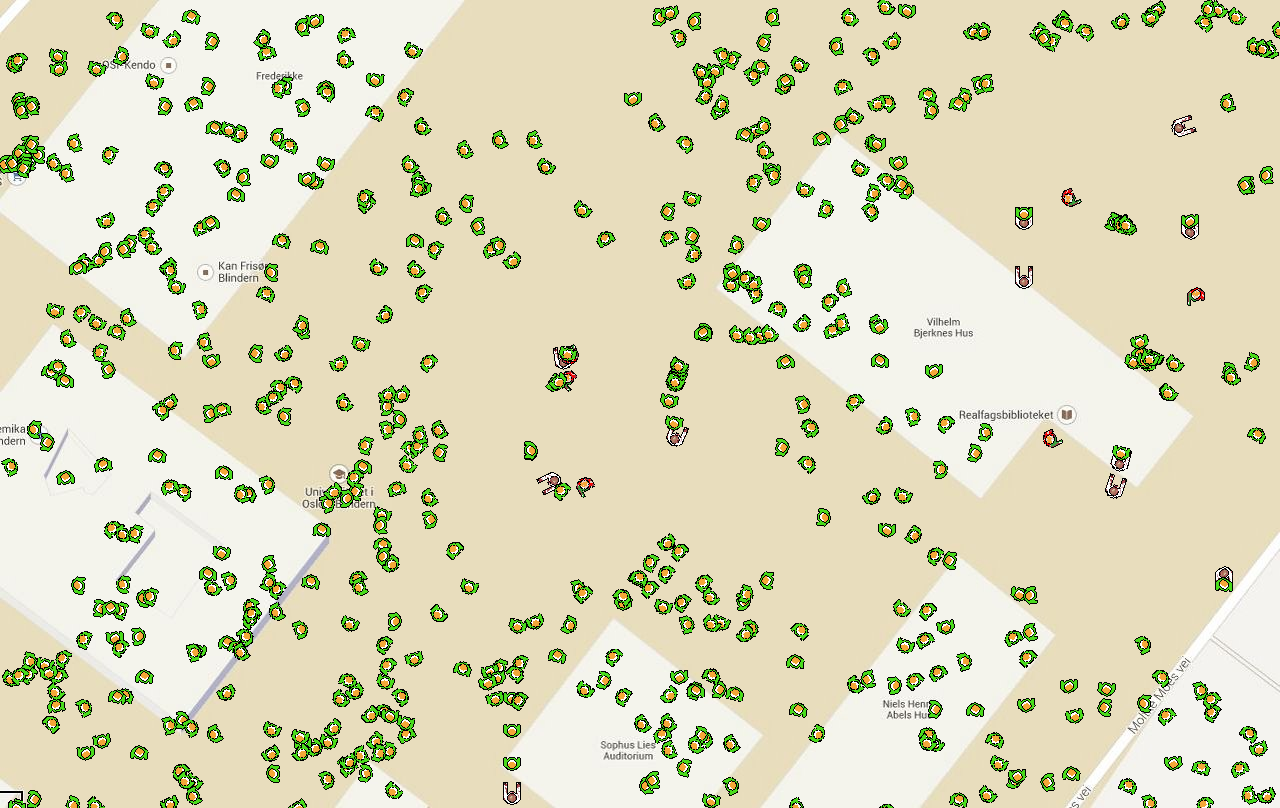 OSI Kendo
Frederikke
Kan Frisør
Blindern
Vilhelm
Bjerknes Hus
Realfagsbiblioteket
Niels Henr
Abels Hus
Sophus Lies
Auditorium
Moltke Moes vei